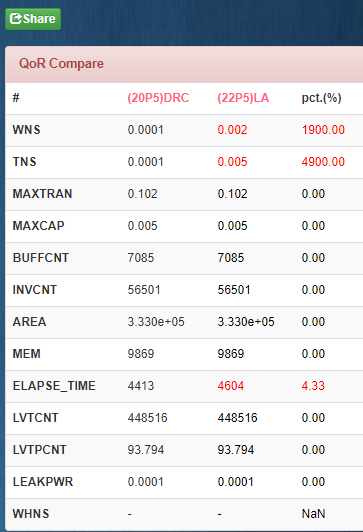 Share
QoR Compare
# (20P5)DRC (22P5)LA pct.(%)
WNS 0.0001 0.002 1900.00
TNS 0.0001 0.005 4900.00
MAXTRAN 0.102 0.102 0.00
MAXCAP 0.005 0.005 0.00
BUFFCNT 7085 7085 0.00
INVCNT 56501 56501 0.00
AREA 3.330e+05 3.330e+05 0.00
MEM 9869 9869 0.00
ELAPSE_TIME 4413 4604 4.33
LVTCNT 448516 448516 0.00
LVTPCNT 93.794 93.794 0.00
LEAKPWR 0.0001 0.0001 0.00
WHNS - - NaN